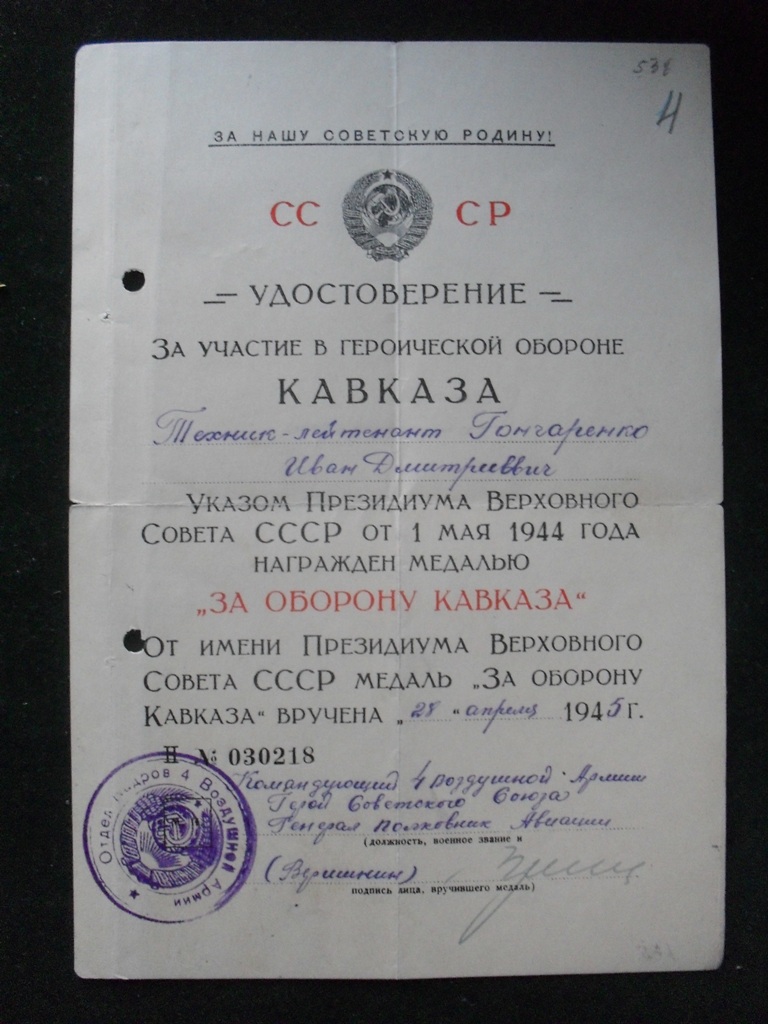 538
4
ЗА НАШУ СОВЕТСКУЮ РОДИНУ!
СС СР
УДОСТОВЕРЕНИЕ
ЗА УЧАСТИЕ В ГЕРОИЧЕСКОЙ ОБОРОНЕ
КАВКАЗА
Техник-лейтенант Гончаренко
Иван Дмитриевич
УКАЗОМ ПРЕЗИДИУМА ВЕРХОВНОГО
СОВЕТА СССР ОТ 1 МАЯ 1944 ГОДА
НАГРАЖДЕН МЕДАЛЬЮ
„ЗА ОБОРОНУ КАВКАЗА“
ОТ ИМЕНИ ПРЕЗИДИУМА ВЕРХОВНОГО
СОВЕТА СССР МЕДАЛЬ „ЗА ОБОРОНУ
КАВКАЗА“ ВРУЧЕНА „28“ апреля 1945 Г.
Н № 030218
Командующий 4 Воздушной Армии
Герой Советского Союза
Генерал полковник Авиации
(должность, военное звание и
(Вершинин)
подпись лица, вручившего медаль)
Отдел Кадров 4 Воздушной Армии